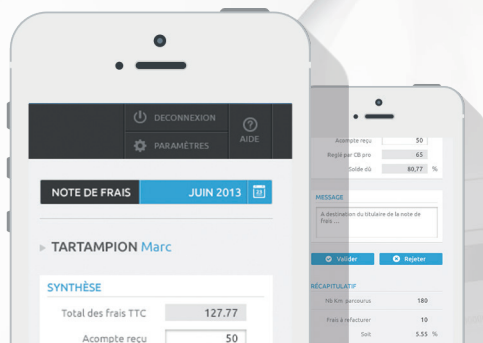 DECONNEXION
PARAMÈTRES
AIDE
NOTE DE FRAIS
JUIN 2013
TARTAMPION Marc
SYNTHÈSE
Total des frais TTC 127.77
Acompte reçu 50
Acompte reçu 50
Reglé par CB pro 65
Solde dû 80,77 %
MESSAGE
A destination du titulaire de la note de
frais ...
Valider
Rejeter
RÉCAPITULATIF
Nb Km parcourus 180
Frais à refacturer 10
Soit 5.55 %